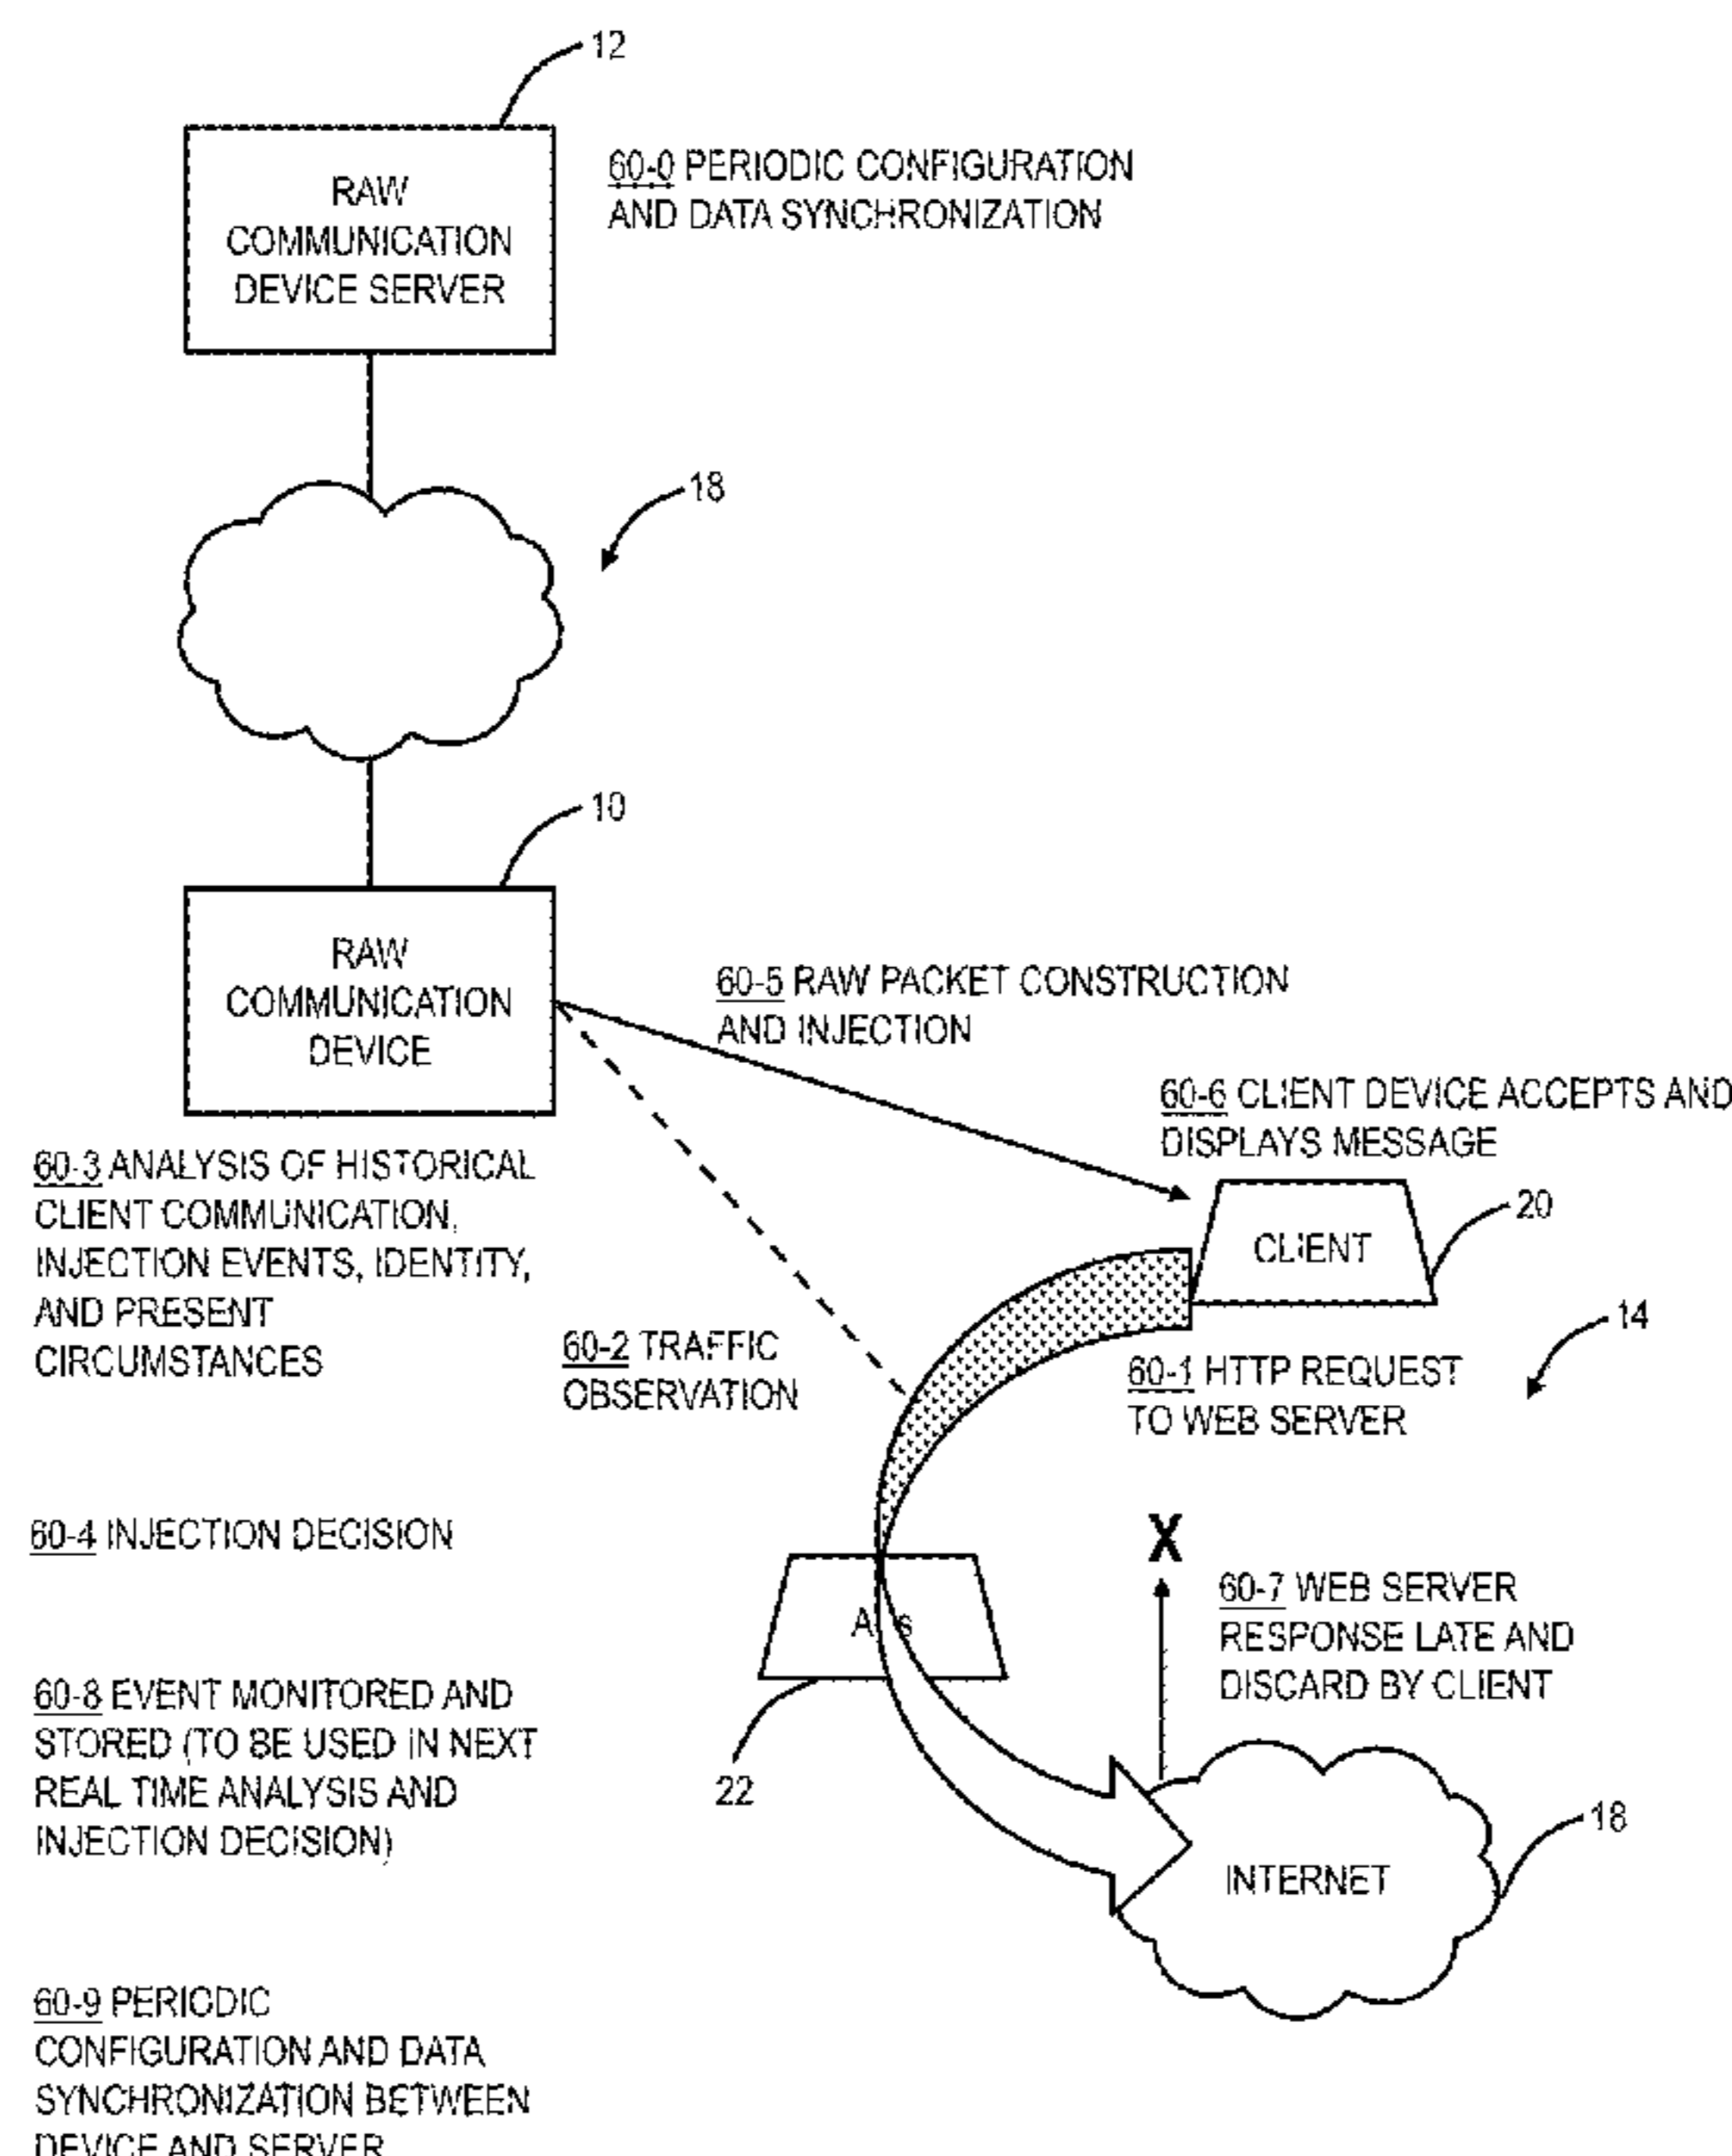 12
RAW
COMMUNICATION
DEVICE SERVER
60-0 PERIODIC CONFIGURATION
AND DATA SYNCHRONIZATION
18
10
RAW
COMMUNICATION
DEVICE
60-5 RAW PACKET CONSTRUCTION
AND INJECTION
60-6 CLIENT DEVICE ACCEPTS AND
DISPLAYS MESSAGE
60-3 ANALYSIS OF HISTORICAL
CLIENT COMMUNICATION,
INJECTION EVENTS, IDENTITY,
AND PRESENT
CIRCUMSTANCES
20
CLIENT
14
60-2 TRAFFIC
OBSERVATION
60-1 HTTP REQUEST
TO WEB SERVER
60-4 INJECTION DECISION
X
60-7 WEB SERVER
RESPONSE LATE AND
DISCARD BY CLIENT
60-8 EVENT MONITORED AND
STORED (TO BE USED IN NEXT
REAL TIME ANALYSIS AND
INJECTION DECISION)
22
18
INTERNET
60-9 PERIODIC
CONFIGURATION AND DATA
SYNCHRONIZATION BETWEEN
DEVICE AND SERVER